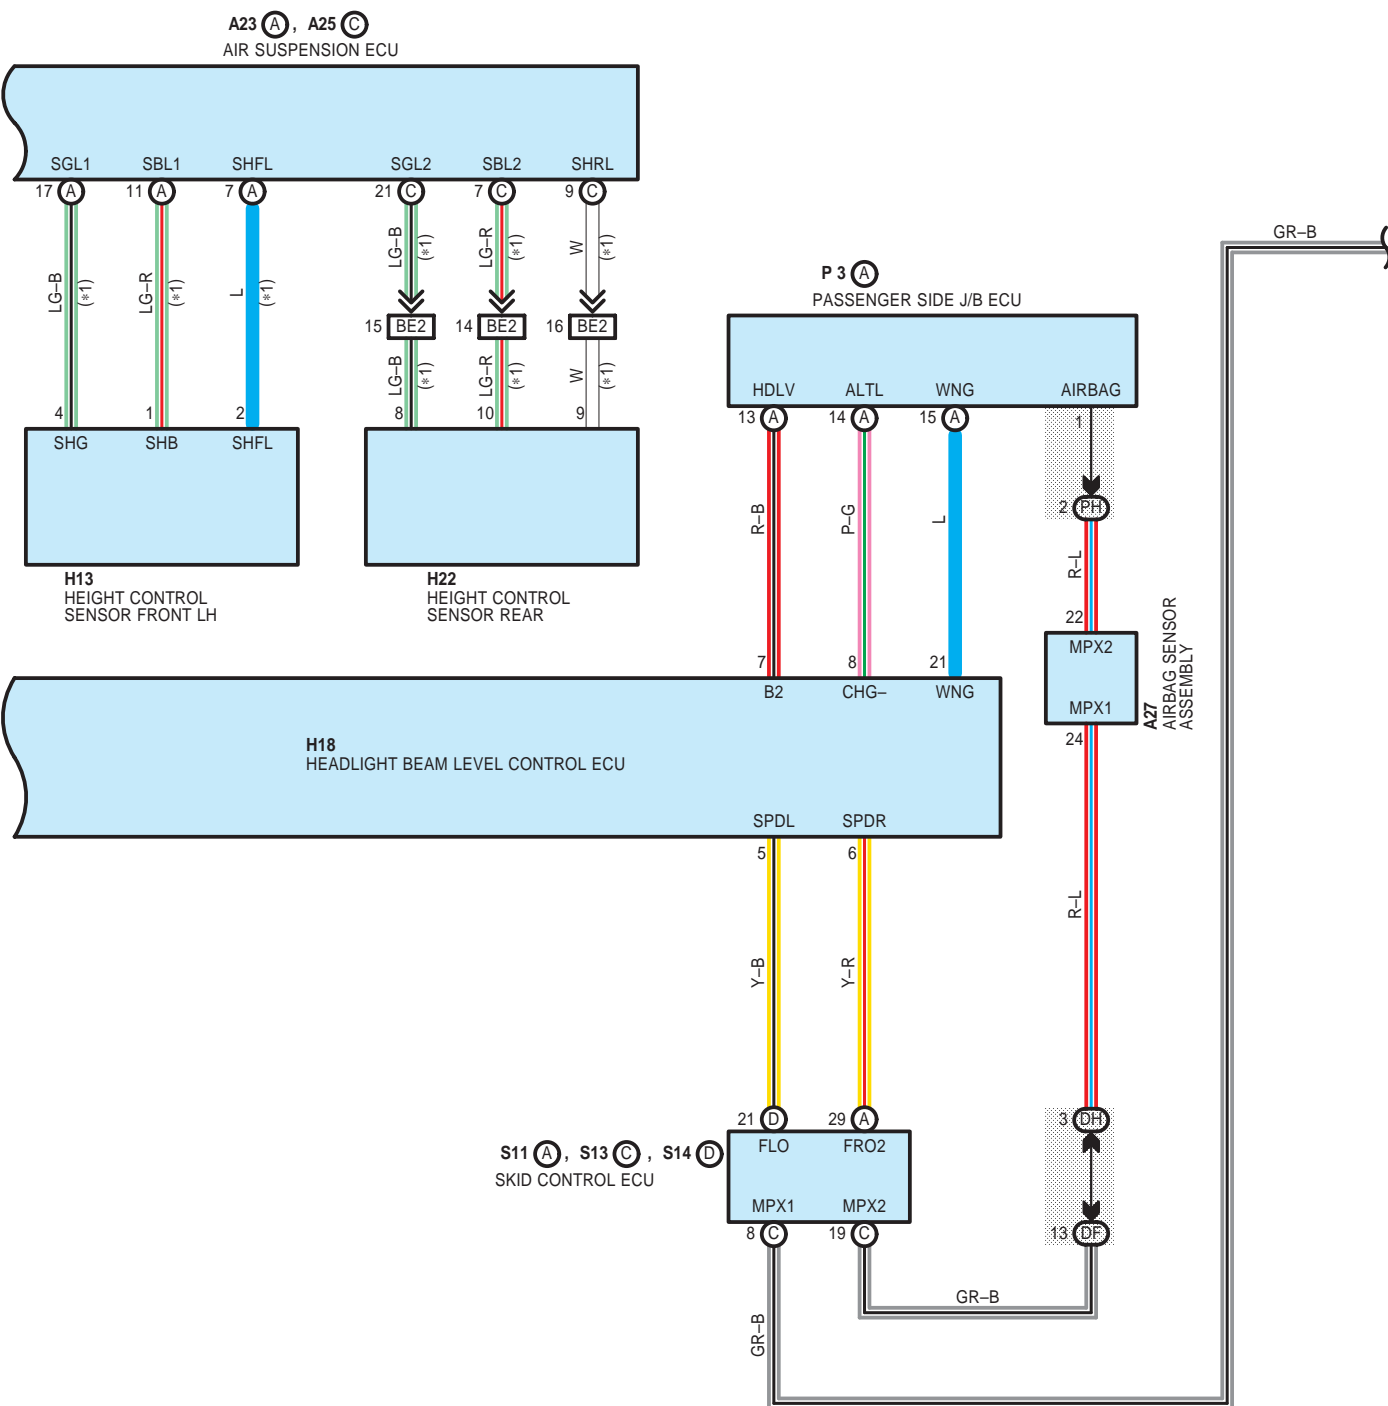 A23 A , A25 C
AIR SUSPENSION ECU
SGL1 SBL1 SHFL SGL2 SBL2 SHRL
17 A 11 A 7 A 21 C 7 C 9 C
LG–B (*1) LG–R (*1) L (*1)
LG–B (*1) LG–R (*1) W (*1)
15 BE2 14 BE2 16 BE2
LG–B (*1) LG–R (*1) W (*1)
4 1 2 8 10 9
SHG SHB SHFL
H13
HEIGHT CONTROL
SENSOR FRONT LH
H22
HEIGHT CONTROL
SENSOR REAR
GR–B
P 3 A
PASSENGER SIDE J/B ECU
HDLV ALTL WNG AIRBAG
13 A 14 A 15 A 1
2 PH
R–B P–G L R–L
22
MPX2
MPX1
24
A27
AIRBAG SENSOR
ASSEMBLY
7 8 21
B2 CHG– WNG
H18
HEADLIGHT BEAM LEVEL CONTROL ECU
SPDL SPDR
5 6
Y–B Y–R R–L
21 D 29 A 3 DH
S11 A , S13 C , S14 D
SKID CONTROL ECU
FLO FRO2
MPX1 MPX2
8 C 19 C 13 DF
GR–B
GR–B